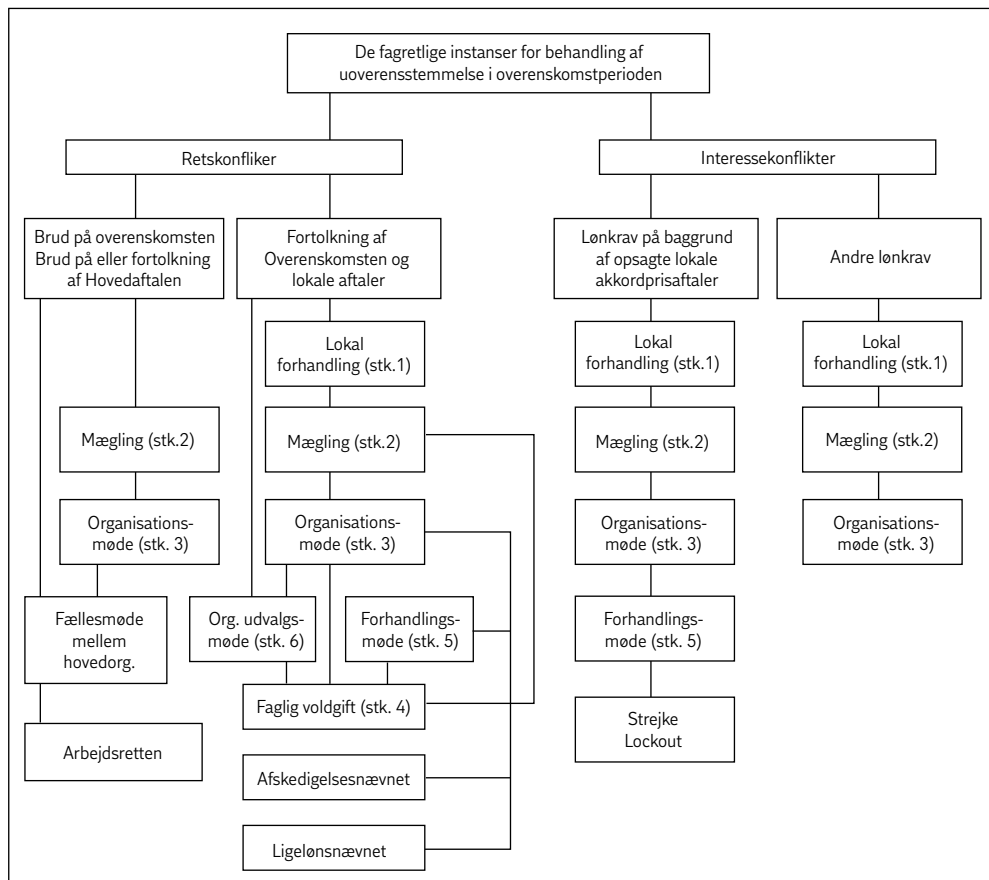 De fagretlige instanser for behandling af
uoverensstemmelse i overenskomstperioden
Retskonfliker
Interessekonflikter
Brud på overenskomsten
Brud på eller fortolkning
af Hovedaftalen
Fortolkning af
Overenskomsten og
lokale aftaler
Lønkrav på baggrund
af opsagte lokale
akkordprisaftaler
Andre lønkrav
Lokal
forhandling (stk.1)
Lokal
forhandling (stk.1)
Lokal
forhandling (stk.1)
Mægling (stk.2)
Mægling (stk.2)
Mægling (stk.2)
Mægling (stk.2)
Organisations-
møde (stk. 3)
Organisations-
møde (stk. 3)
Organisations-
møde (stk. 3)
Organisations-
møde (stk. 3)
Fællesmøde
mellem
hovedorg.
Org. udvalgs-
møde (stk. 6)
Forhandlings-
møde (stk. 5)
Forhandlings-
møde (stk. 5)
Faglig voldgift (stk. 4)
Strejke
Lockout
Arbejdsretten
Afskedigelsesnævnet
Ligelønsnævnet